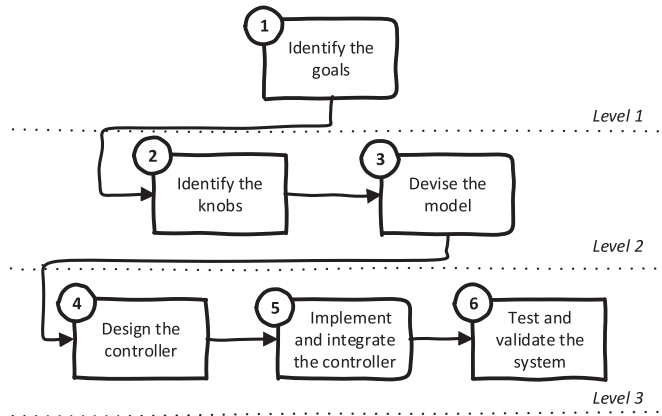 1
Identify the
goals
Level 1
2
Identify the
knobs
3
Devise the
model
Level 2
4
Design the
controller
5
Implement
and integrate
the controller
6
Test and
validate the
system
Level 3